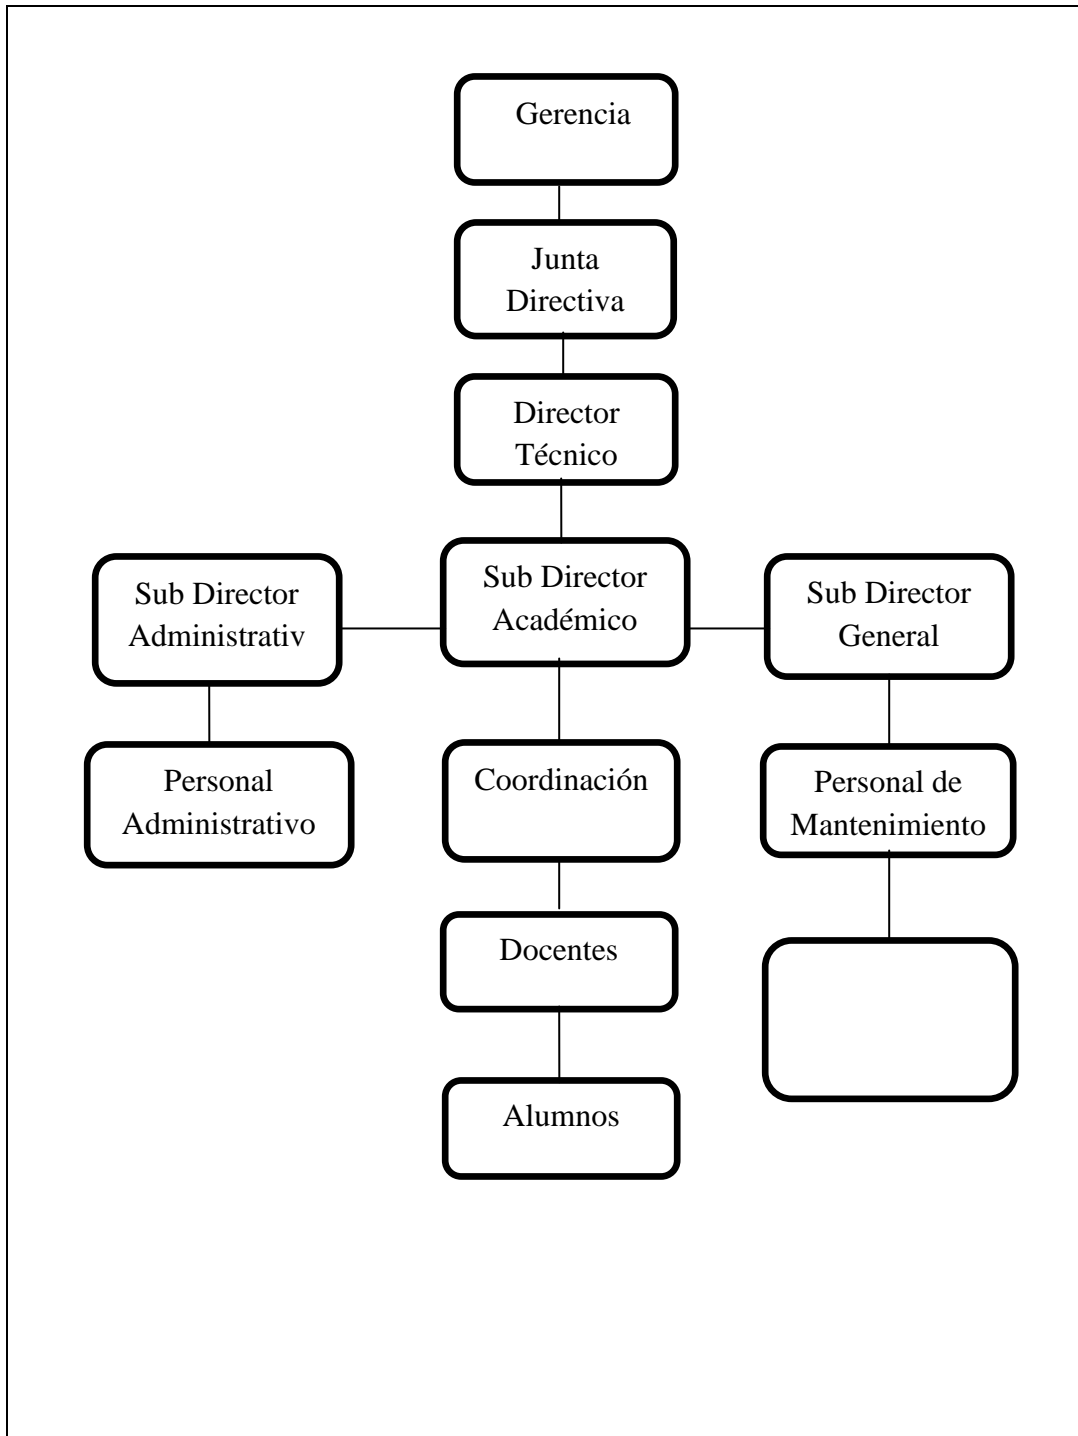 Gerencia
Junta
Directiva
Director
Técnico
Sub Director
Administrativ
Sub Director
Académico
Sub Director
General
Personal
Administrativo
Coordinación
Personal de
Mantenimiento
Docentes
Alumnos